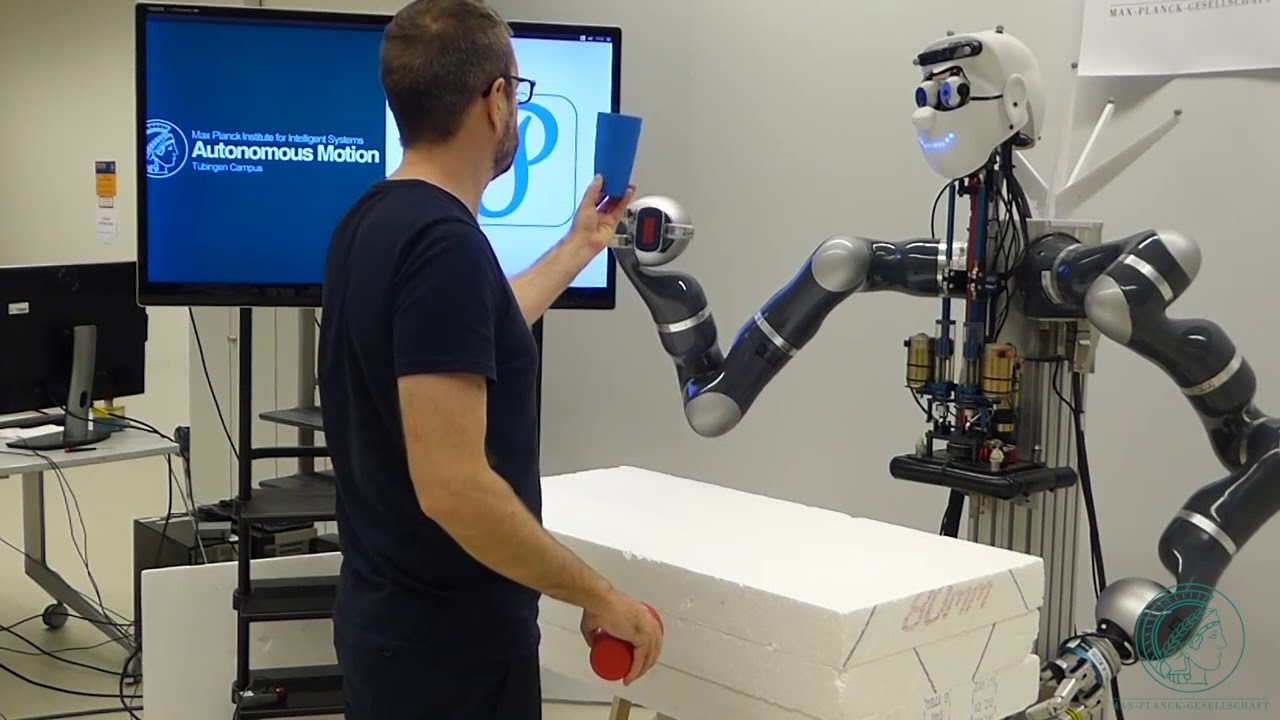 MAX-PLANCK-GESELLSCHAFT
Max Planck Institute for Intelligent Systems
Autonomous Motion
Tübingen Campus
80mm
MAX-PLANCK-GESELLSCHAFT